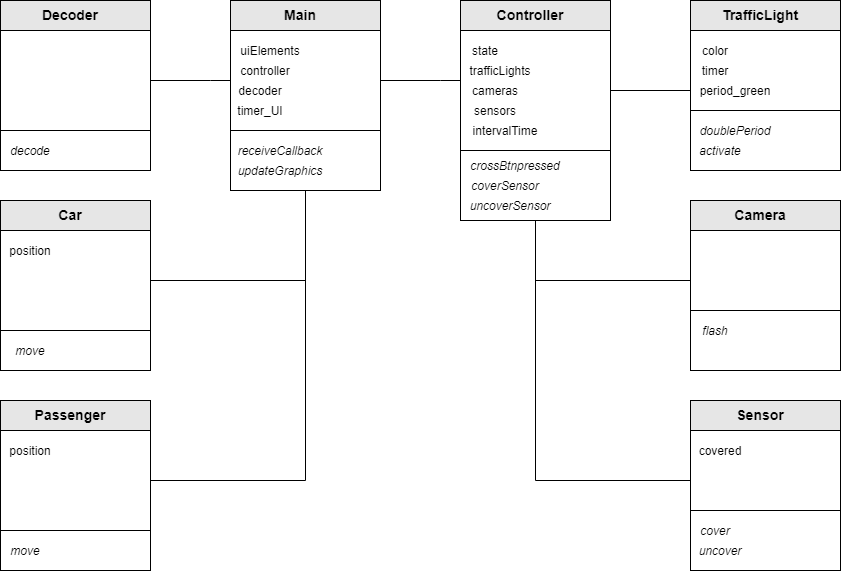 Decoder
decode
Main
uiElements
controller
decoder
timer_UI
receiveCallback
updateGraphics
Controller
state
trafficLights
cameras
sensors
intervalTime
crossBtnpressed
coverSensor
uncoverSensor
TrafficLight
color
timer
period_green
doublePeriod
activate
Car
position
move
Camera
flash
Passenger
position
move
Sensor
covered
cover
uncover